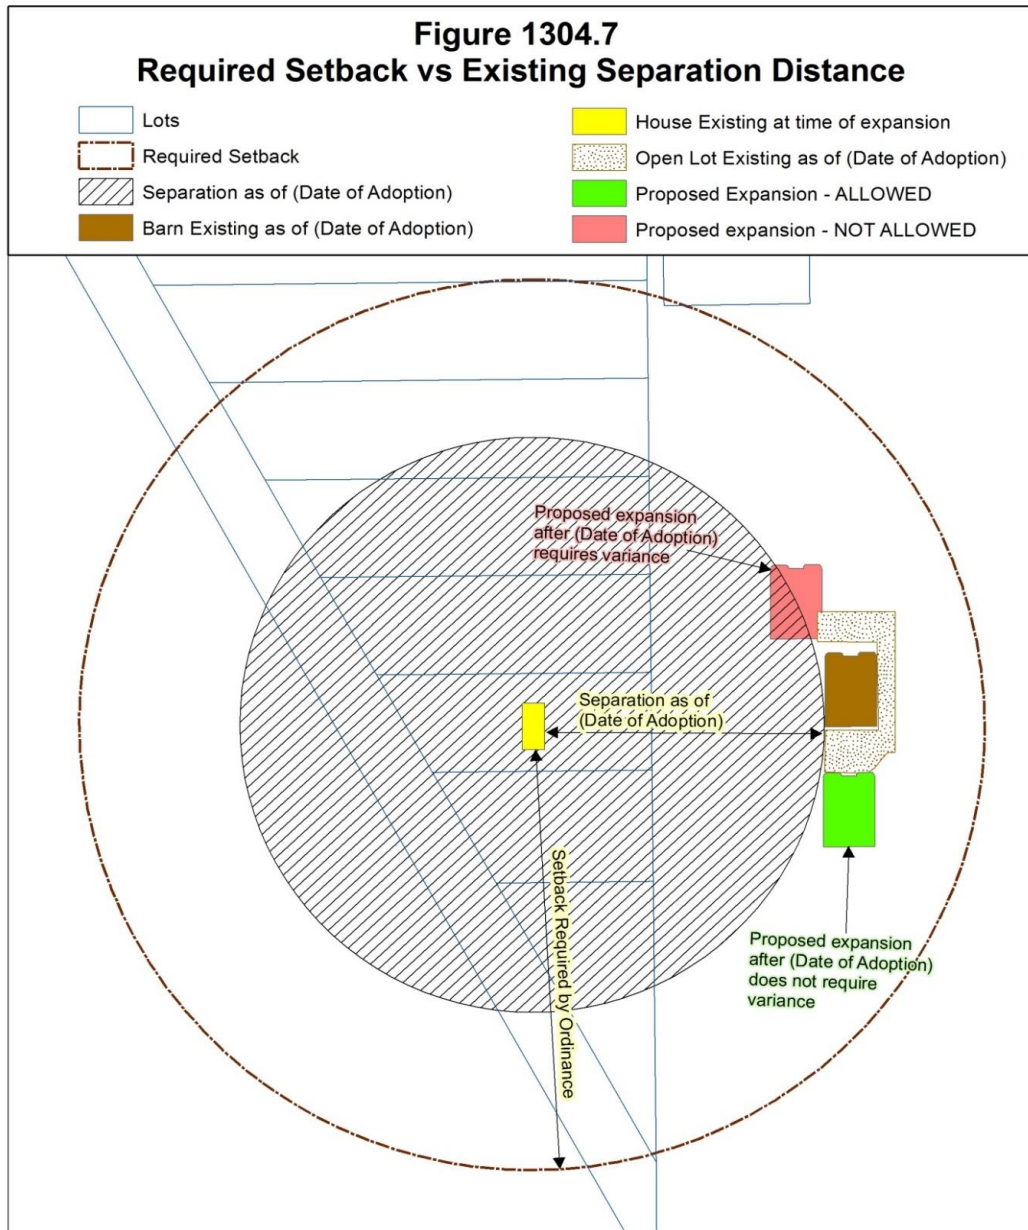 Figure 1304.7
Required Setback vs Existing Separation Distance
Lots
Required Setback
Separation as of (Date of Adoption)
Barn Existing as of (Date of Adoption)
House Existing at time of expansion
Open Lot Existing as of (Date of Adoption)
Proposed Expansion - ALLOWED
Proposed expansion - NOT ALLOWED
Proposed expansion
after (Date of Adoption)
requires variance
Separation as of
(Date of Adoption)
Setback Required by Ordinance
Proposed expansion
after (Date of Adoption)
does not require
variance